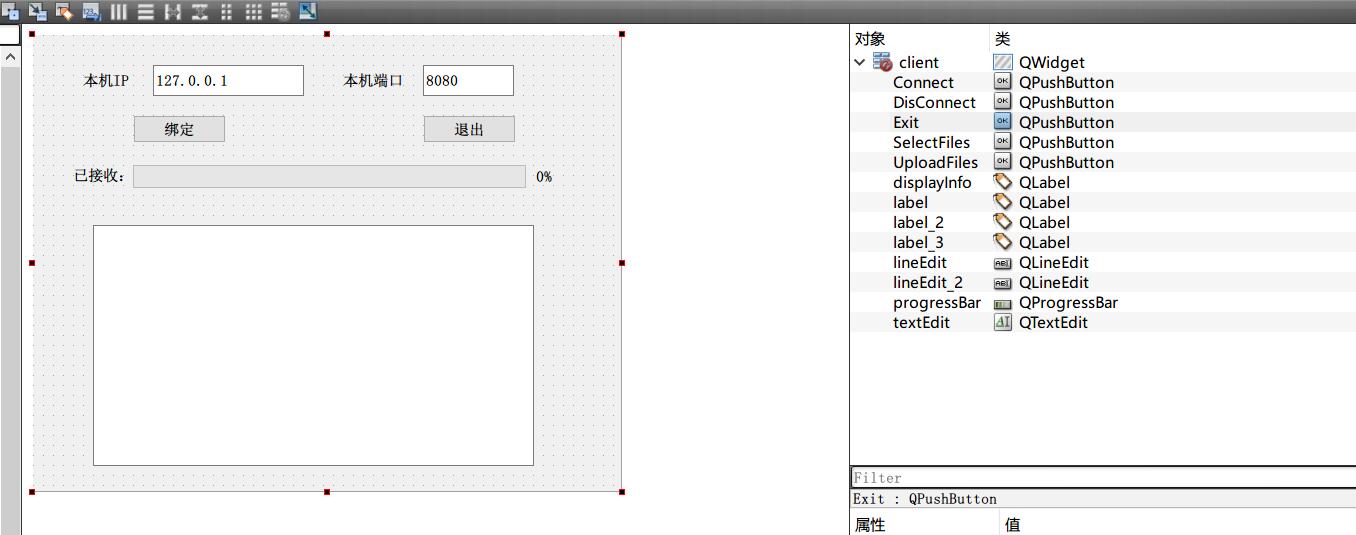 对象 类
client QWidget
本机IP 127.0.0.1 本机端口 8080
Connect QPushButton
DisConnect QPushButton
绑定 退出
Exit QPushButton
SelectFiles QPushButton
UploadFiles QPushButton
已接收： 0%
displayInfo QLabel
label QLabel
label_2 QLabel
label_3 QLabel
lineEdit QLineEdit
lineEdit_2 QLineEdit
progressBar QProgressBar
textEdit QTextEdit
Filter
Exit : QPushButton
属性 值